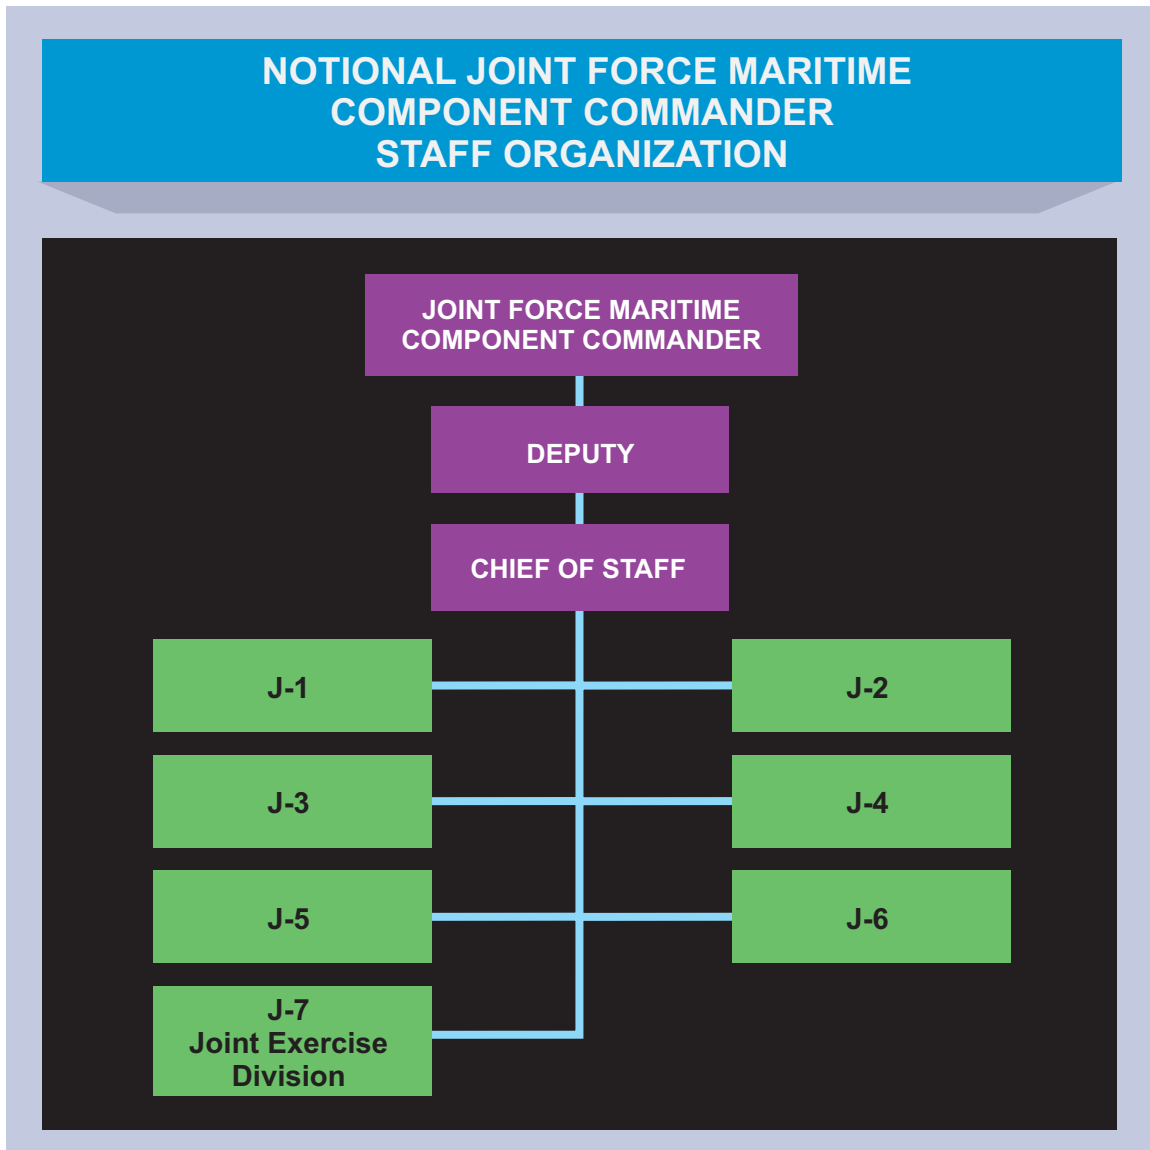 NOTIONAL JOINT FORCE MARITIME
COMPONENT COMMANDER
STAFF ORGANIZATION
JOINT FORCE MARITIME
COMPONENT COMMANDER
DEPUTY
CHIEF OF STAFF
J-1
J-2
J-3
J-4
J-5
J-6
J-7
Joint Exercise
Division